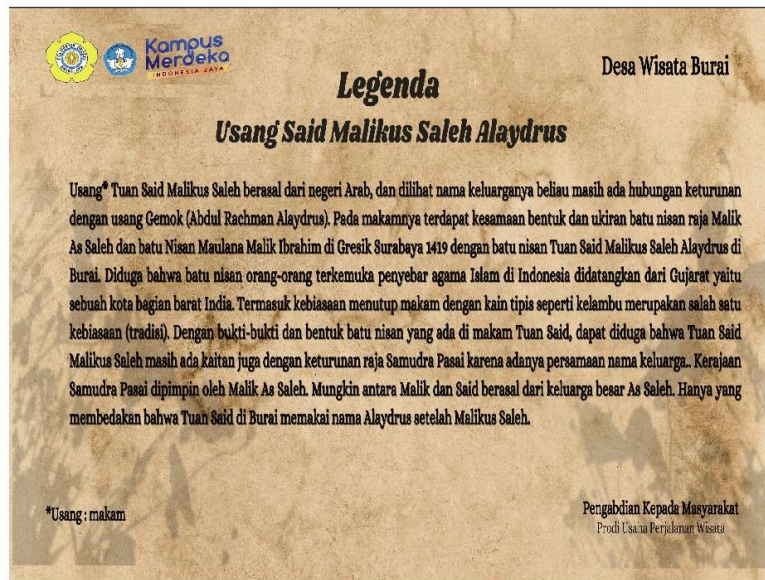 Kampus
Merdeka
INDONESIA JAYA
Desa Wisata Burai
Legenda
Usang Said Malikus Saleh Alaydrus
Usang* Tuan Said Malikus Saleh berasal dari negeri Arab, dan dilihat nama keluarganya beliau masih ada hubungan keturunan
dengan usang Gemok (Abdul Rachman Alaydrus). Pada makamnya terdapat kesamaan bentuk dan ukiran batu nisan raja Malik
As Saleh dan batu Nisan Maulana Malik Ibrahim di Gresik Surabaya 1419 dengan batu nisan Tuan Said Malikus Saleh Alaydrus di
Burai. Diduga bahwa batu nisan orang-orang terkemuka penyebar agama Islam di Indonesia didatangkan dari Gujarat yaitu
sebuah kota bagian barat India. Termasuk kebiasaan menutup makam dengan kain tipis seperti kelambu merupakan salah satu
kebiasaan (tradisi). Dengan bukti-bukti dan bentuk batu nisan yang ada di makam Tuan Said, dapat diduga bahwa Tuan Said
Malikus Saleh masih ada kaitan juga dengan keturunan raja Samudra Pasai karena adanya persamaan nama keluarga.. Kerajaan
Samudra Pasai dipimpin oleh Malik As Saleh. Mungkin antara Malik dan Said berasal dari keluarga besar As Saleh. Hanya yang
membedakan bahwa Tuan Said di Burai memakai nama Alaydrus setelah Malikus Saleh.
*Usang : makam
Pengabdian Kepada Masyarakat
Prodi Usaha Perjalanan Wisata